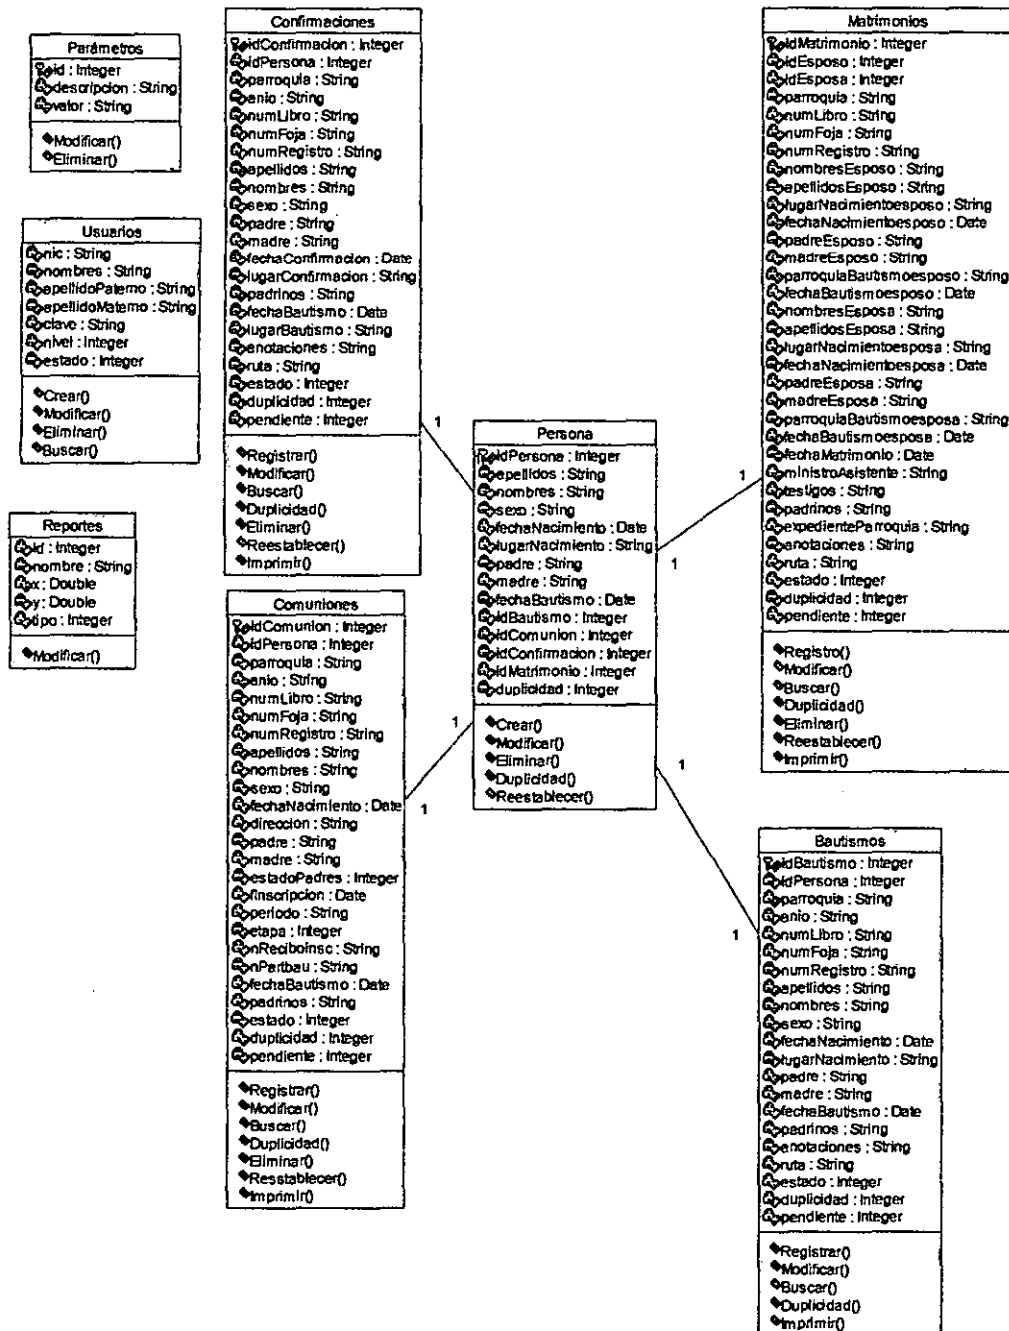 Parámetros
id : Integer
descripcion : String
valor : String
Modificar()
Eliminar()
Usuarios
nic : String
nombres : String
apellidoPaterno : String
apellidoMaterno : String
clave : String
nivel : Integer
estado : Integer
Crear()
Modificar()
Eliminar()
Buscar()
Reportes
id : Integer
nombre : String
x : Double
y : Double
tipo : Integer
Modificar()
Confirmaciones
idConfirmacion : Integer
idPersona : Integer
parroquia : String
anio : String
numLibro : String
numFoja : String
numRegistro : String
apellidos : String
nombres : String
sexo : String
padre : String
madre : String
fechaConfirmacion : Date
lugarConfirmacion : String
padrinos : String
fechaBautismo : Date
lugarBautismo : String
anotaciones : String
ruta : String
estado : Integer
duplicidad : Integer
pendiente : Integer
Registrar()
Modificar()
Buscar()
Duplicidad()
Eliminar()
Reestablecer()
Imprimir()
1
Comuniones
idComunion : Integer
idPersona : Integer
parroquia : String
anio : String
numLibro : String
numFoja : String
numRegistro : String
apellidos : String
nombres : String
sexo : String
fechaNacimiento : Date
direccion : String
padre : String
madre : String
estadoPadres : Integer
finscripcion : Date
periodo : String
etapa : Integer
nReciboInsc : String
nPartbau : String
fechaBautismo : Date
padrinos : String
estado : Integer
duplicidad : Integer
pendiente : Integer
Registrar()
Modificar()
Buscar()
Duplicidad()
Eliminar()
Resstablecer()
Imprimir()
1
1
Persona
idPersona : Integer
apellidos : String
nombres : String
sexo : String
fechaNacimiento : Date
lugarNacimiento : String
padre : String
madre : String
fechaBautismo : Date
idBautismo : Integer
idComunion : Integer
idConfirmacion : Integer
idMatrimonio : Integer
duplicidad : Integer
Crear()
Modificar()
Eliminar()
Duplicidad()
Reestablecer()
1
1
1
1
Matrimonios
idMatrimonio : Integer
idEsposo : Integer
idEsposa : Integer
parroquia : String
numLibro : String
numFoja : String
numRegistro : String
nombresEsposo : String
apellidosEsposo : String
lugarNacimientoesposo : String
fechaNacimientoesposo : Date
padreEsposo : String
madreEsposo : String
parroquiaBautismoesposo : String
fechaBautismoesposo : Date
nombresEsposa : String
apellidosEsposa : String
lugarNacimientoesposa : String
fechaNacimientoesposa : Date
padreEsposa : String
madreEsposa : String
parroquiaBautismoesposa : String
fechaBautismoesposa : Date
fechaMatrimonio : Date
ministroAsistente : String
testigos : String
padrinos : String
expedienteParroquia : String
anotaciones : String
ruta : String
estado : Integer
duplicidad : Integer
pendiente : Integer
Registro()
Modificar()
Buscar()
Duplicidad()
Eliminar()
Reestablecer()
Imprimir()
Bautismos
idBautismo : Integer
idPersona : Integer
parroquia : String
anio : String
numLibro : String
numFoja : String
numRegistro : String
apellidos : String
nombres : String
sexo : String
fechaNacimiento : Date
lugarNacimiento : String
padre : String
madre : String
fechaBautismo : Date
padrinos : String
anotaciones : String
ruta : String
estado : Integer
duplicidad : Integer
pendiente : Integer
Registrar()
Modificar()
Buscar()
Duplicidad()
Imprimir()